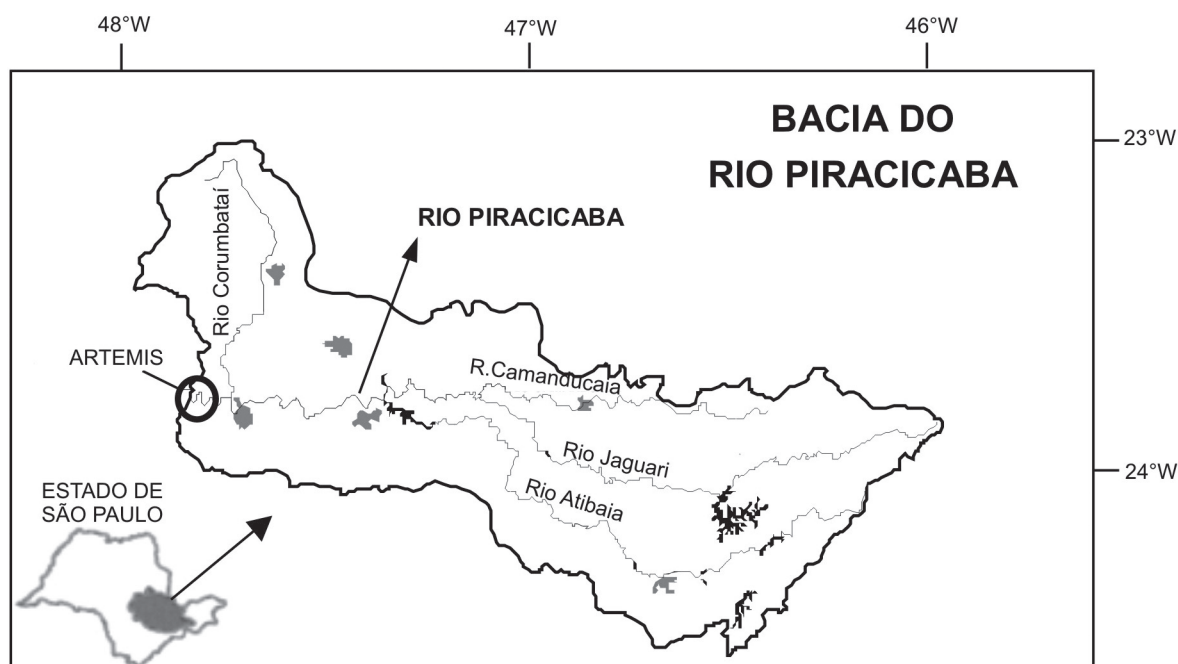 48°W
47°W
46°W
BACIA DO
RIO PIRACICABA
23°W
RIO PIRACICABA
Rio Corumbataí
ARTEMIS
R.Camanducaia
Rio Jaguari
Rio Atibaia
24°W
ESTADO DE
SÃO PAULO